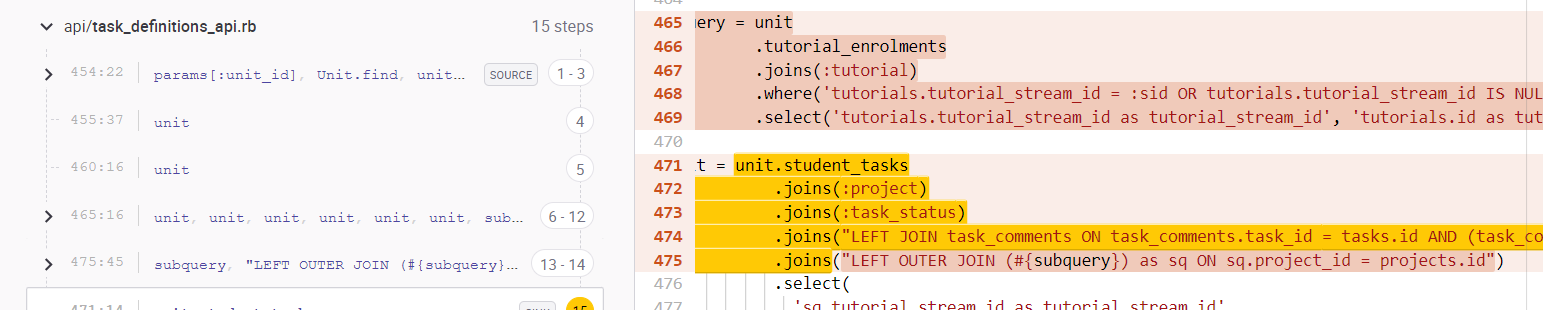 api/task_definitions_api.rb 15 steps
454:22 params[:unit_id], Unit.find, unit... SOURCE 1 - 3
455:37 unit 4
460:16 unit 5
465:16 unit, unit, unit, unit, unit, unit, sub... 6 - 12
475:45 subquery, "LEFT OUTER JOIN (#{subquery}... 13 - 14
465 ery = unit
466 .tutorial_enrolments
467 .joins(:tutorial)
468 .where('tutorials.tutorial_stream_id = :sid OR tutorials.tutorial_stream_id IS NUL
469 .select('tutorials.tutorial_stream_id as tutorial_stream_id', 'tutorials.id as tut
470
471 t = unit.student_tasks
472 .joins(:project)
473 .joins(:task_status)
474 .joins("LEFT JOIN task_comments ON task_comments.task_id = tasks.id AND (task_co
475 .joins("LEFT OUTER JOIN (#{subquery}) as sq ON sq.project_id = projects.id")
476 .select(
477 'sq.tutorial_stream_id as tutorial_stream_id'